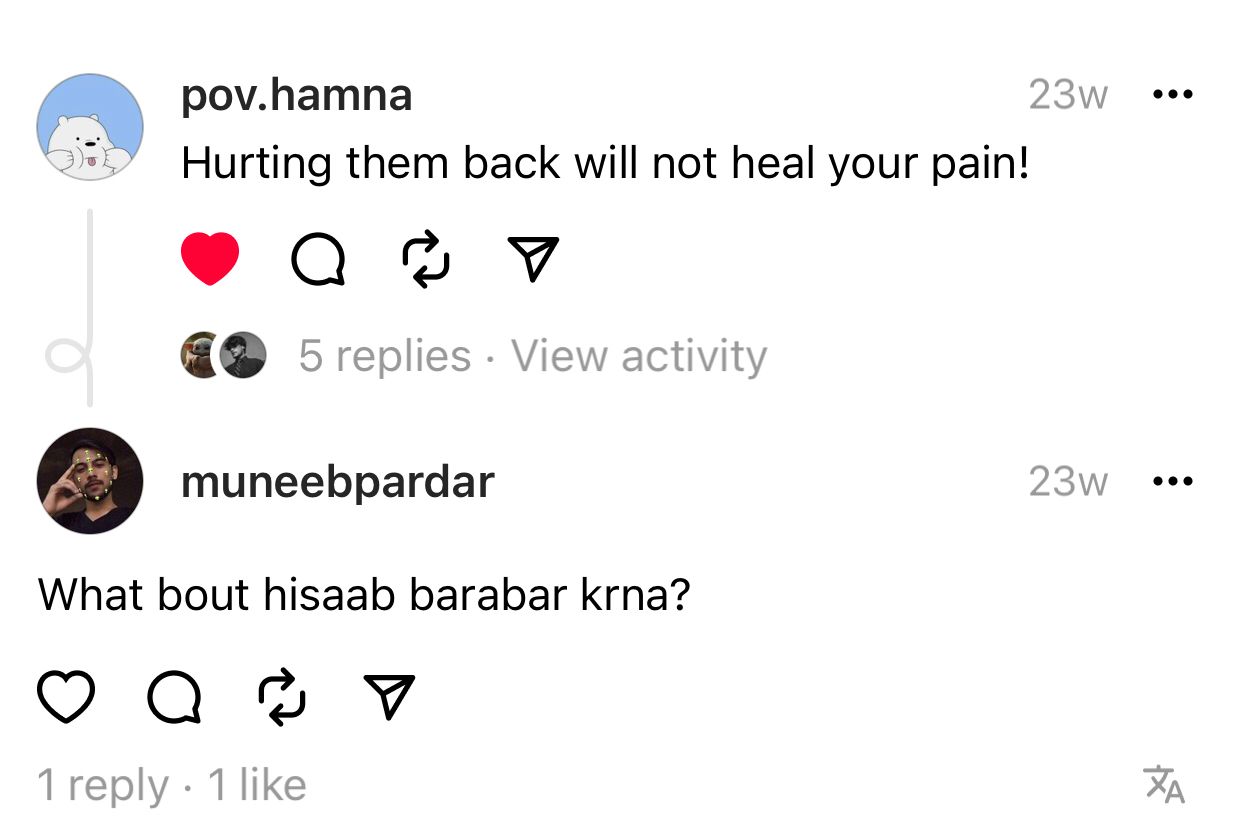 pov.hamna 23w
Hurting them back will not heal your pain!
5 replies · View activity
muneebpardar 23w
What bout hisaab barabar krna?
1 reply · 1 like